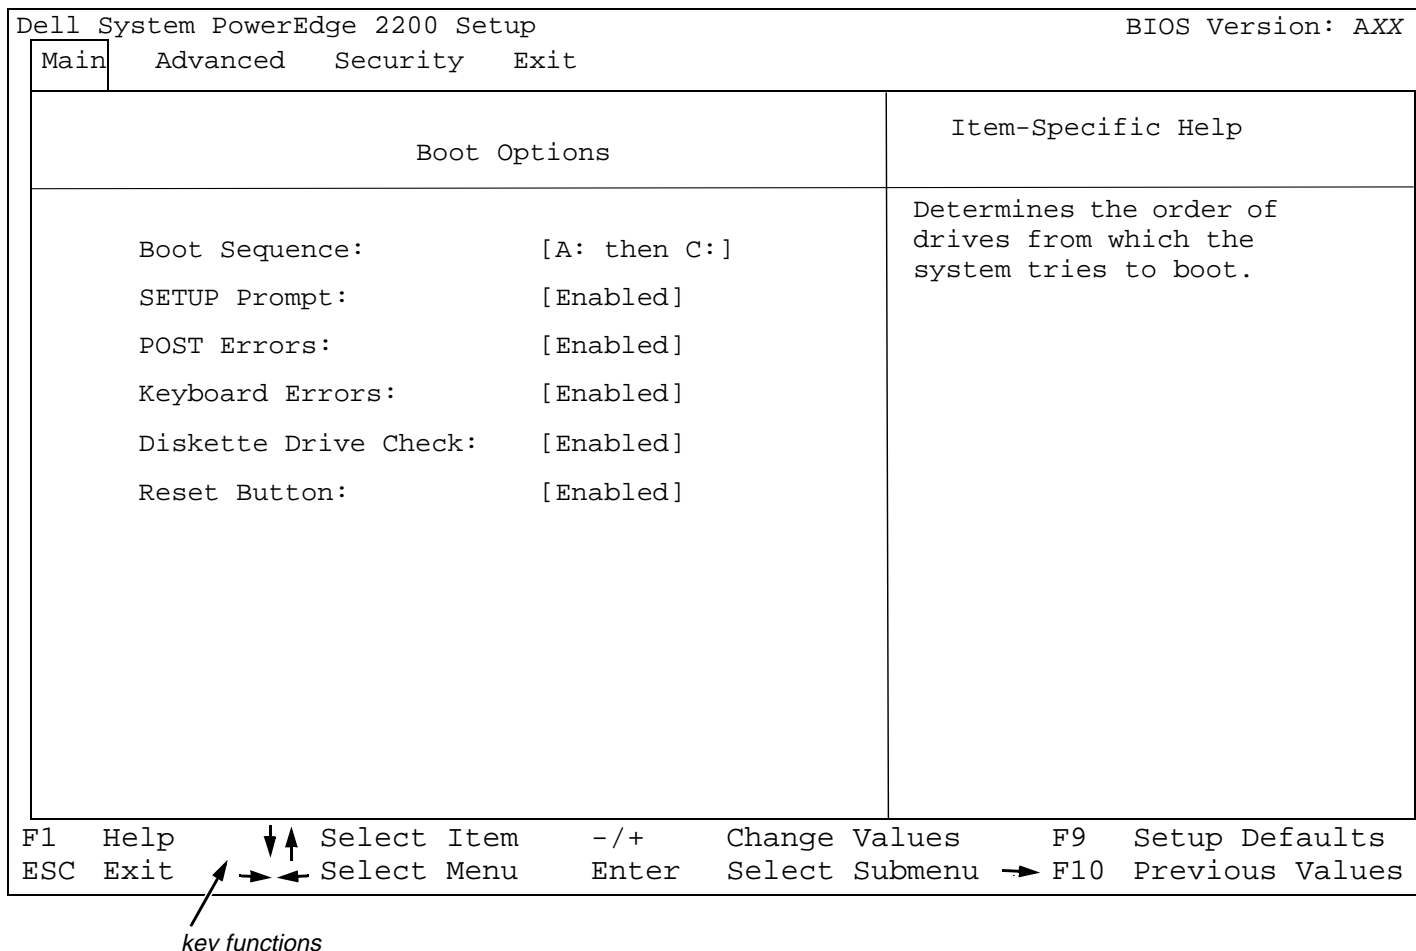 Dell System PowerEdge 2200 Setup BIOS Version: AXX
Main Advanced Security Exit
Item-Specific Help
Boot Options
Determines the order of
drives from which the
system tries to boot.
Boot Sequence: [A: then C:]
SETUP Prompt: [Enabled]
POST Errors: [Enabled]
Keyboard Errors: [Enabled]
Diskette Drive Check: [Enabled]
Reset Button: [Enabled]
F1 Help Select Item -/+ Change Values F9 Setup Defaults
ESC Exit Select Menu Enter Select Submenu F10 Previous Values
key functions